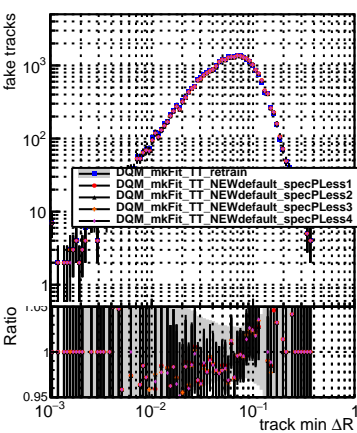 fake tracks
10³
10²
10
1
DQM_mkFit_TT_retrain
DQM_mkFit_TT_NEWdefault_specPLess1
DQM_mkFit_TT_NEWdefault_specPLess2
DQM_mkFit_TT_NEWdefault_specPLess3
DQM_mkFit_TT_NEWdefault_specPLess4
Ratio
1.05
1
0.95
10⁻³ 10⁻² 10⁻¹ 1
track min ΔR